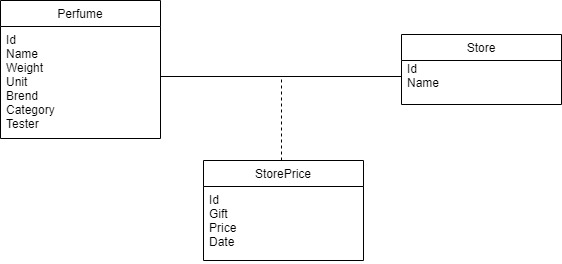 Perfume
Id
Name
Weight
Unit
Brend
Category
Tester
Store
Id
Name
StorePrice
Id
Gift
Price
Date